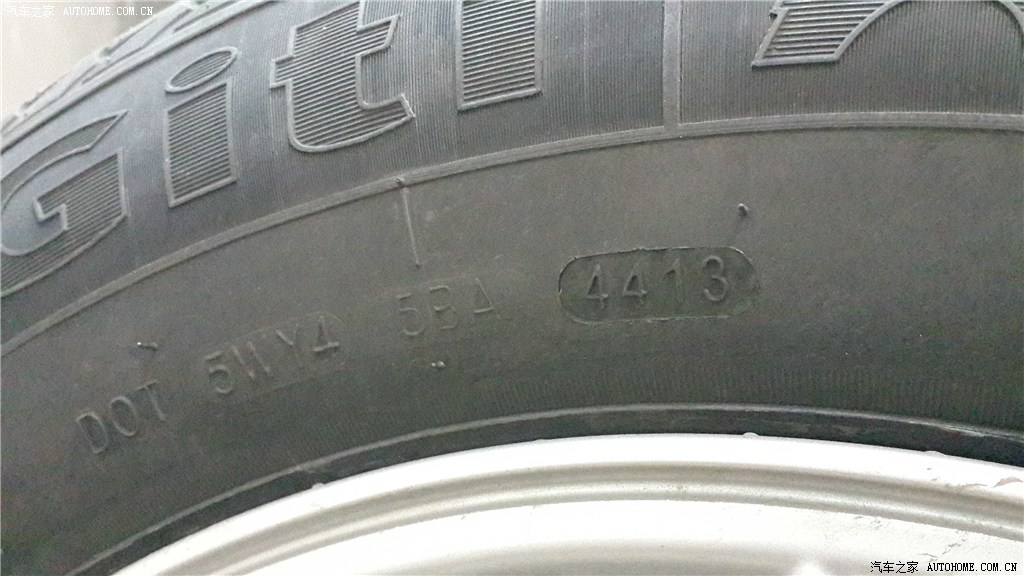 汽车之家 AUTOHOME.COM.CN
Giti
DOT 5WY4 5BA 4413
汽车之家 AUTOHOME.COM.CN